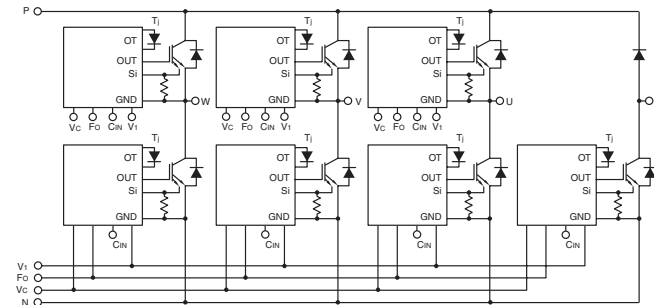 P
Tj Tj Tj
OT OT OT
OUT OUT OUT
Si Si Si
GND W GND V GND U
VC FO CIN V1 VC FO CIN V1 VC FO CIN V1
Tj Tj Tj Tj
OT OT OT OT
OUT OUT OUT OUT
Si Si Si Si
GND GND GND GND
CIN CIN CIN CIN
V1
FO
VC
N